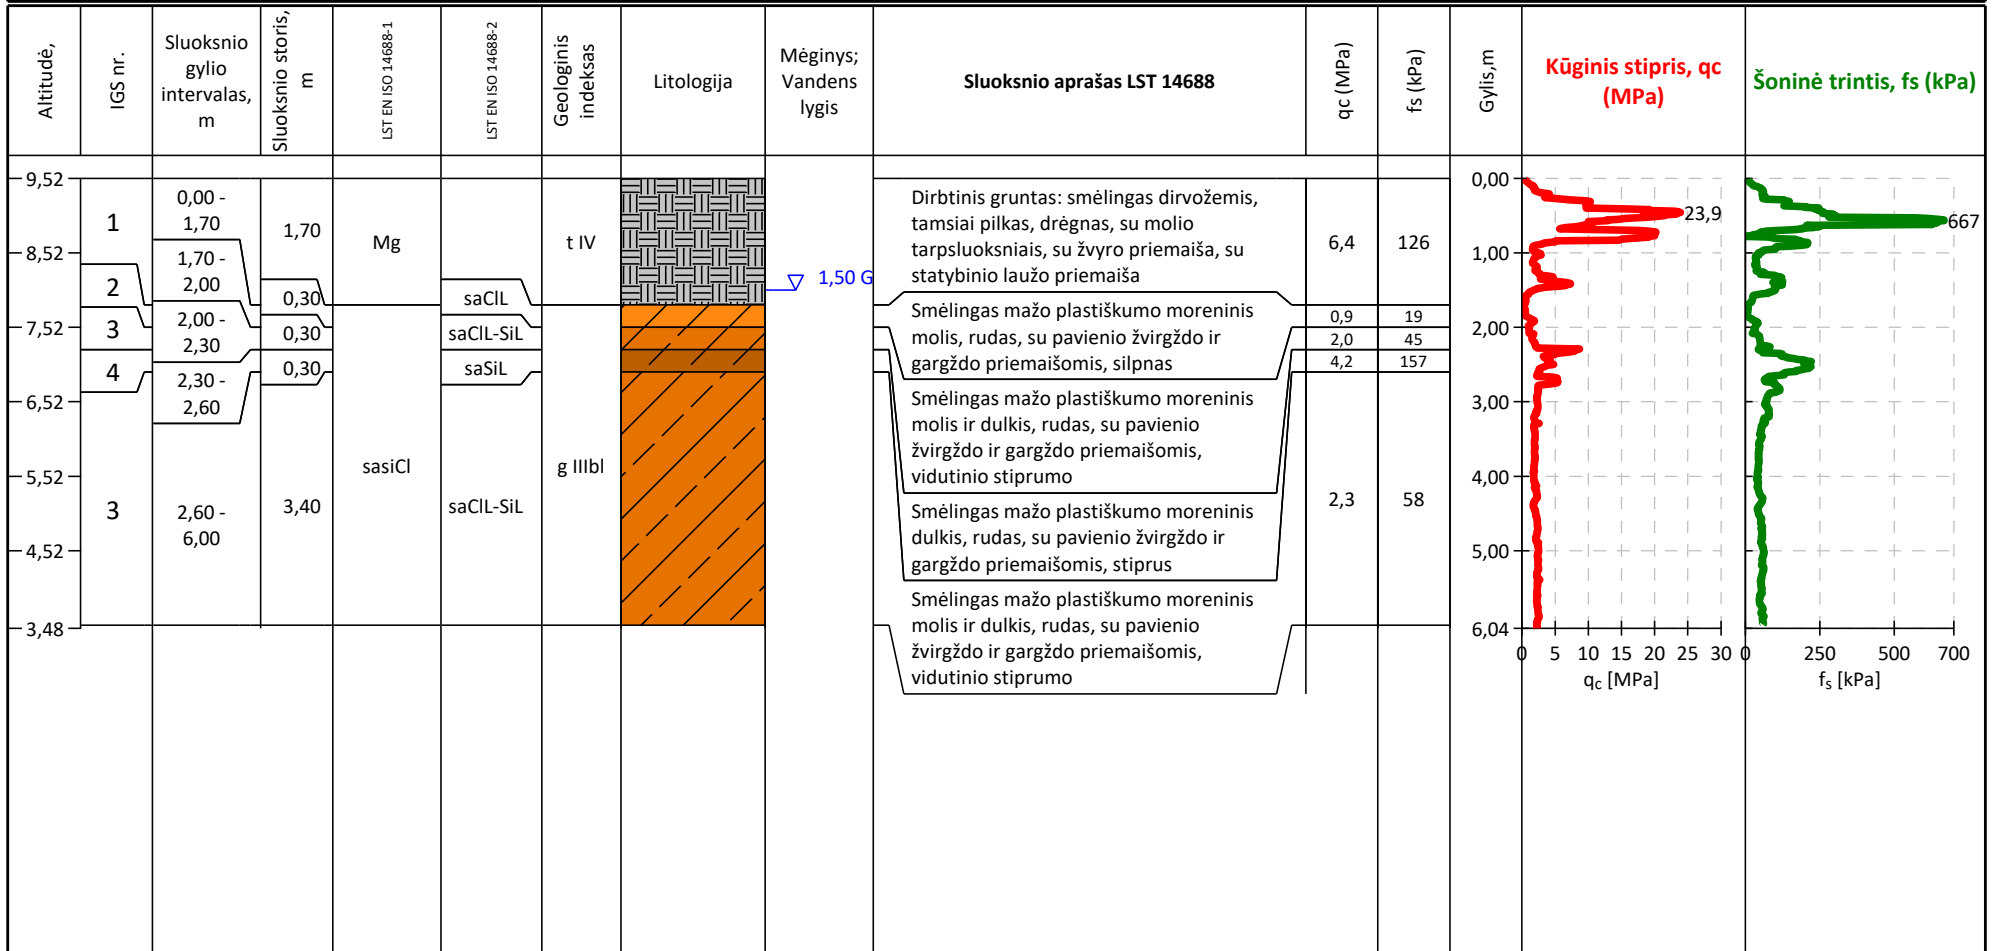 Altitudė,
IGS nr.
Sluoksnio
gylio
intervalas,
m
Sluoksnio storis,
m
LST EN ISO 14688-1
LST EN ISO 14688-2
Geologinis
indeksas
Litologija
Mėginys;
Vandens
lygis
Sluoksnio aprašas LST 14688
qc (MPa)
fs (kPa)
Gylis,m
Kūginis stipris, qc
(MPa)
Šoninė trintis, fs (kPa)
9,52
8,52
7,52
6,52
5,52
4,52
3,48
1
2
3
4
3
0,00 -
1,70
1,70 -
2,00
2,00 -
2,30
2,30 -
2,60
2,60 -
6,00
1,70
0,30
0,30
0,30
3,40
Mg
sasiCl
saClL
saClL-SiL
saSiL
saClL-SiL
t IV
g IIIbl
1,50 G
Dirbtinis gruntas: smėlingas dirvožemis,
tamsiai pilkas, drėgnas, su molio
tarpsluoksniais, su žvyro priemaiša, su
statybinio laužo priemaiša
Smėlingas mažo plastiškumo moreninis
molis, rudas, su pavienio žvirgždo ir
gargždo priemaišomis, silpnas
Smėlingas mažo plastiškumo moreninis
molis ir dulkis, rudas, su pavienio
žvirgždo ir gargždo priemaišomis,
vidutinio stiprumo
Smėlingas mažo plastiškumo moreninis
dulkis, rudas, su pavienio žvirgždo ir
gargždo priemaišomis, stiprus
Smėlingas mažo plastiškumo moreninis
molis ir dulkis, rudas, su pavienio
žvirgždo ir gargždo priemaišomis,
vidutinio stiprumo
6,4 126
0,9 19
2,0 45
4,2 157
2,3 58
0,00
1,00
2,00
3,00
4,00
5,00
6,04
23,9
0 5 10 15 20 25 30
qc [MPa]
667
0 250 500 700
fs [kPa]